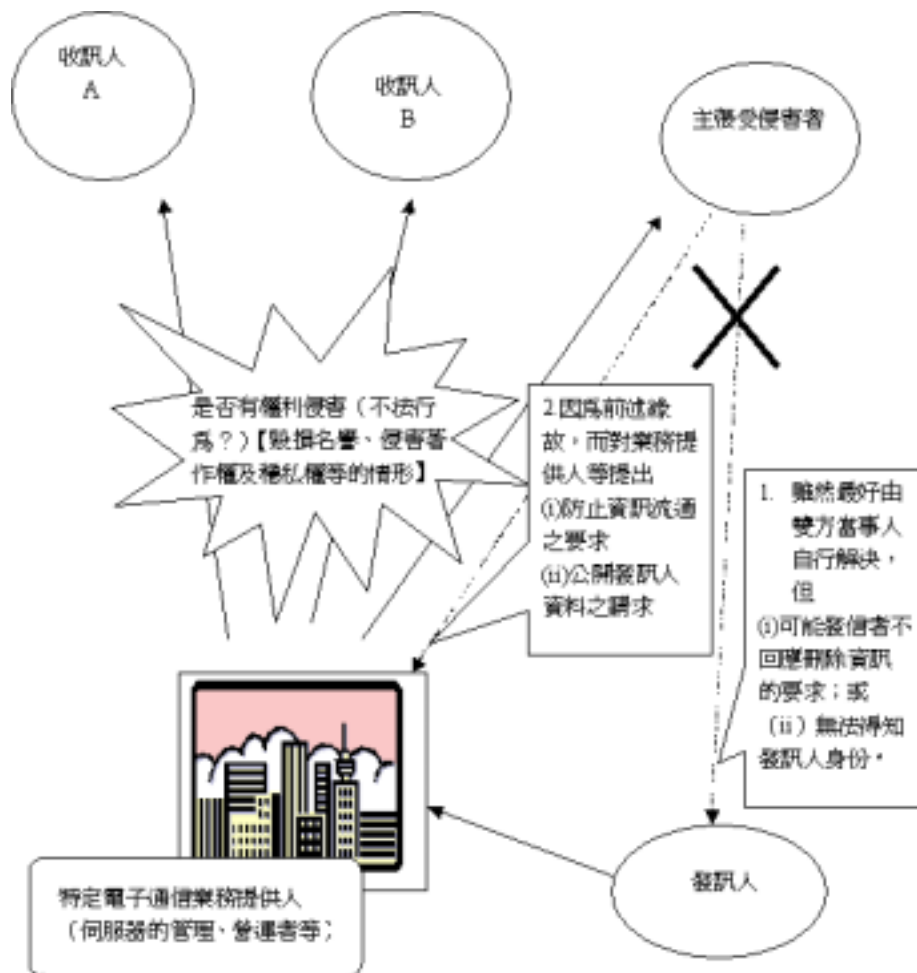 收訊人
A
收訊人
B
主張受侵害者
是否有權利侵害（不法行
為？）【毀損名譽、侵害著
作權及隱私權等的情形】
2.因為前述緣
故，而對業務提
供人等提出
(i)防止資訊流通
之要求
(ii)公開發訊人
資料之請求
1. 雖然最好由
雙方當事人
自行解決，
但
(i)可能發信者不
回應刪除資訊
的要求；或
（ii）無法得知
發訊人身份。
發訊人
特定電子通信業務提供人
（伺服器的管理、營運者等）